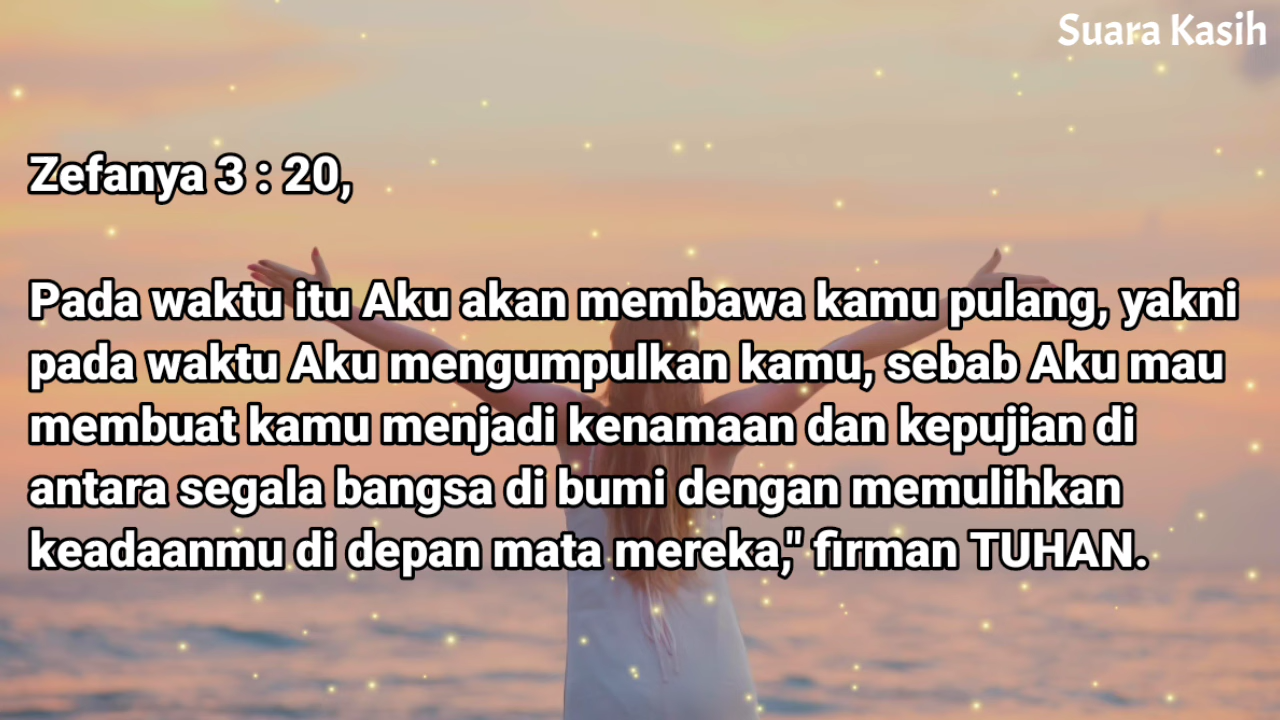 Suara Kasih
Zefanya 3 : 20,
Pada waktu itu Aku akan membawa kamu pulang, yakni
pada waktu Aku mengumpulkan kamu, sebab Aku mau
membuat kamu menjadi kenamaan dan kepujian di
antara segala bangsa di bumi dengan memulihkan
keadaanmu di depan mata mereka," firman TUHAN.